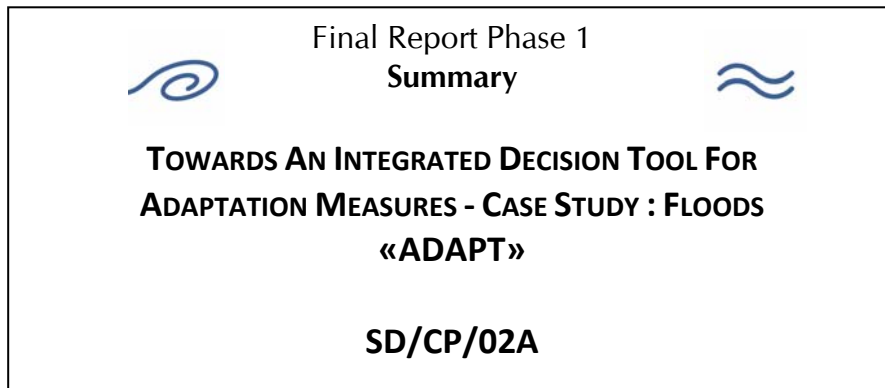 Final Report Phase 1
Summary
TOWARDS AN INTEGRATED DECISION TOOL FOR
ADAPTATION MEASURES - CASE STUDY : FLOODS
«ADAPT»
SD/CP/02A